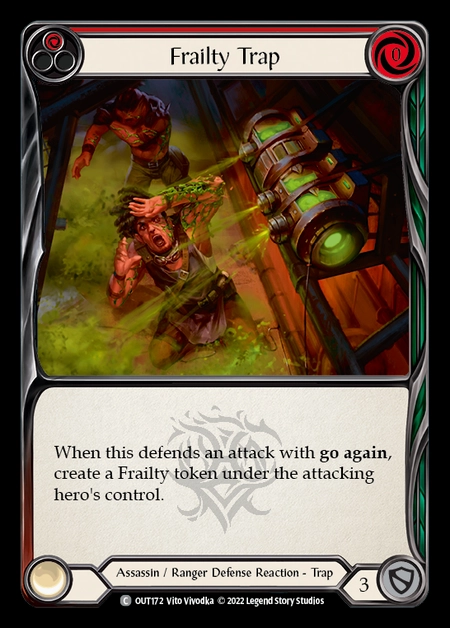 Frailty Trap
0
When this defends an attack with go again,
create a Frailty token under the attacking
hero's control.
Assassin / Ranger Defense Reaction - Trap
3
C OUT172 Vito Vivodka © 2022 Legend Story Studios